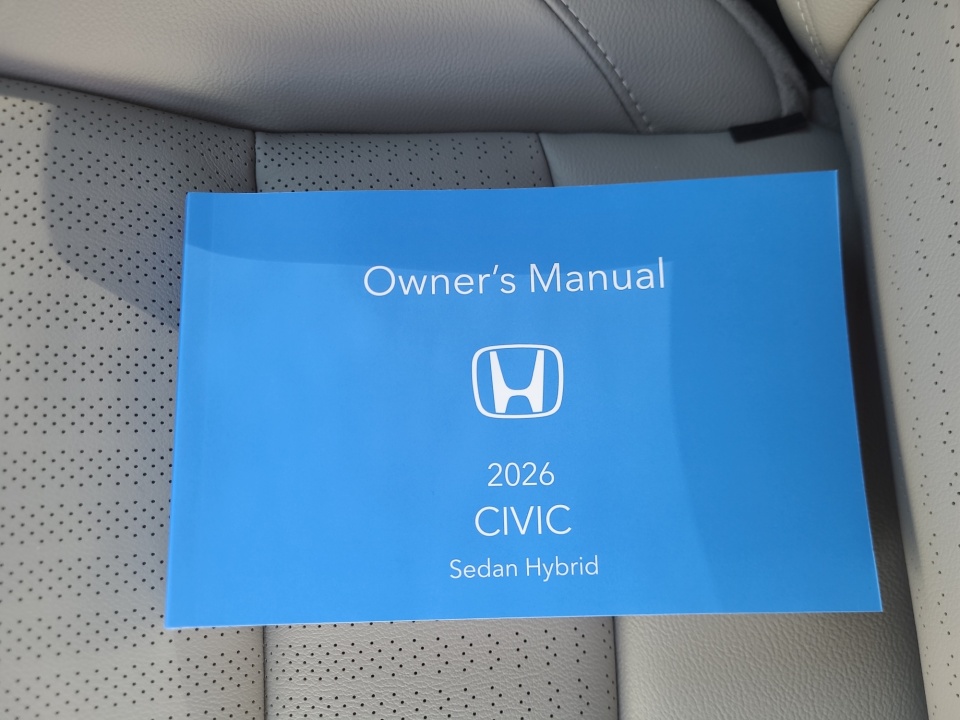 Owner's Manual
2026
CIVIC
Sedan Hybrid